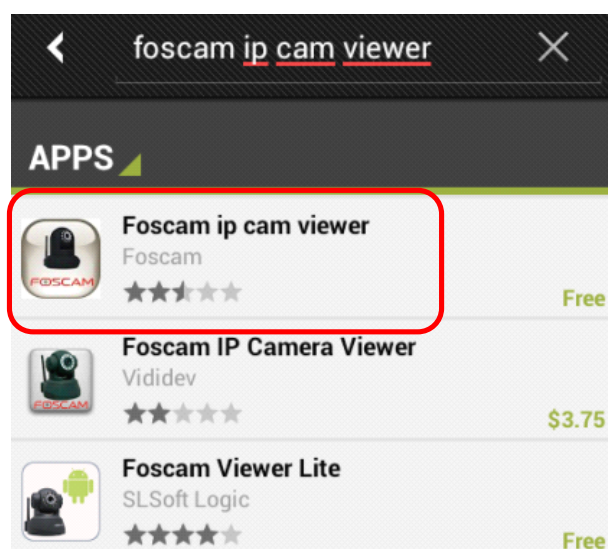 foscam ip cam viewer
APPS
Foscam ip cam viewer
Foscam
FOSCAM
Free
Foscam IP Camera Viewer
Vididev
FOSCAM
$3.75
Foscam Viewer Lite
SLSoft Logic
Free